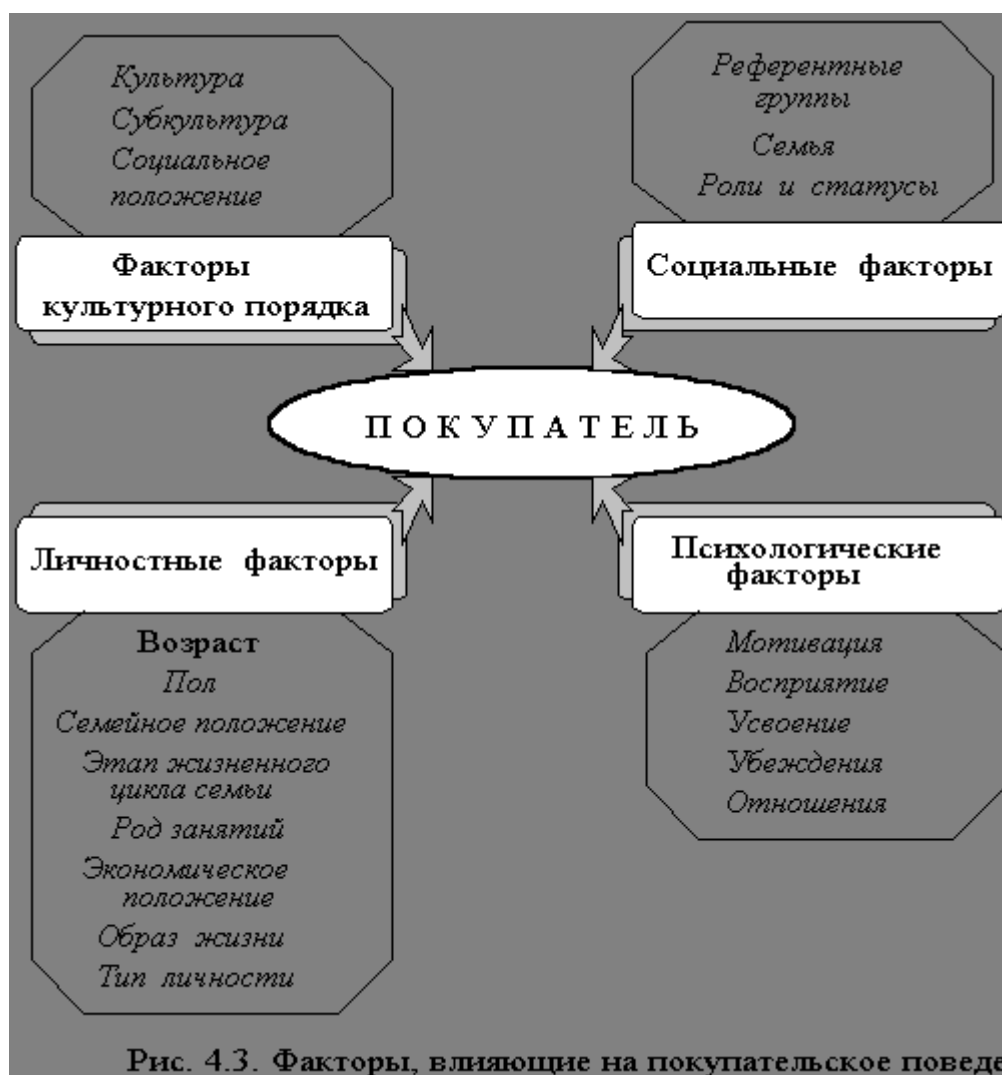 Культура
Субкультура
Социальное
положение
Факторы
культурного порядка
Референтные
группы
Семья
Роли и статусы
Социальные факторы
ПОКУПАТЕЛЬ
Личностные факторы
Возраст
Пол
Семейное положение
Этап жизненного
цикла семьи
Род занятий
Экономическое
положение
Образ жизни
Тип личности
Психологические
факторы
Мотивация
Восприятие
Усвоение
Убеждения
Отношения
Рис. 4.3. Факторы, влияющие на покупательское поведе